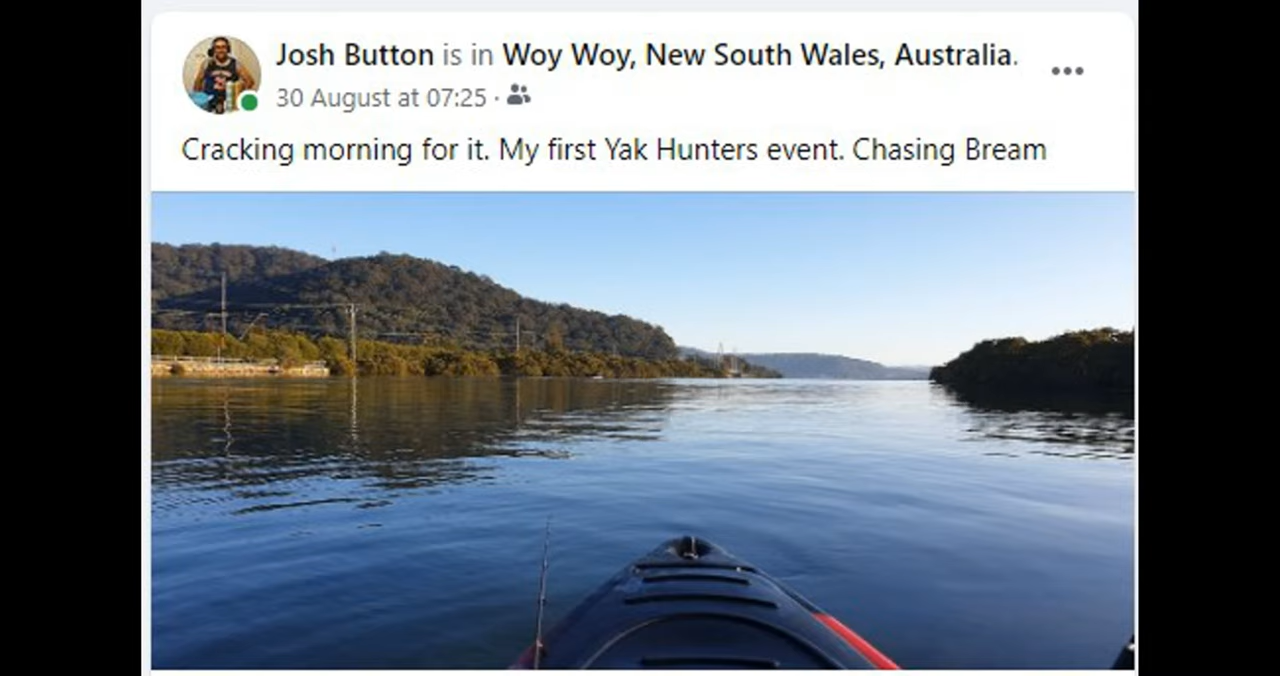 Josh Button is in Woy Woy, New South Wales, Australia.
30 August at 07:25 ·
Cracking morning for it. My first Yak Hunters event. Chasing Bream